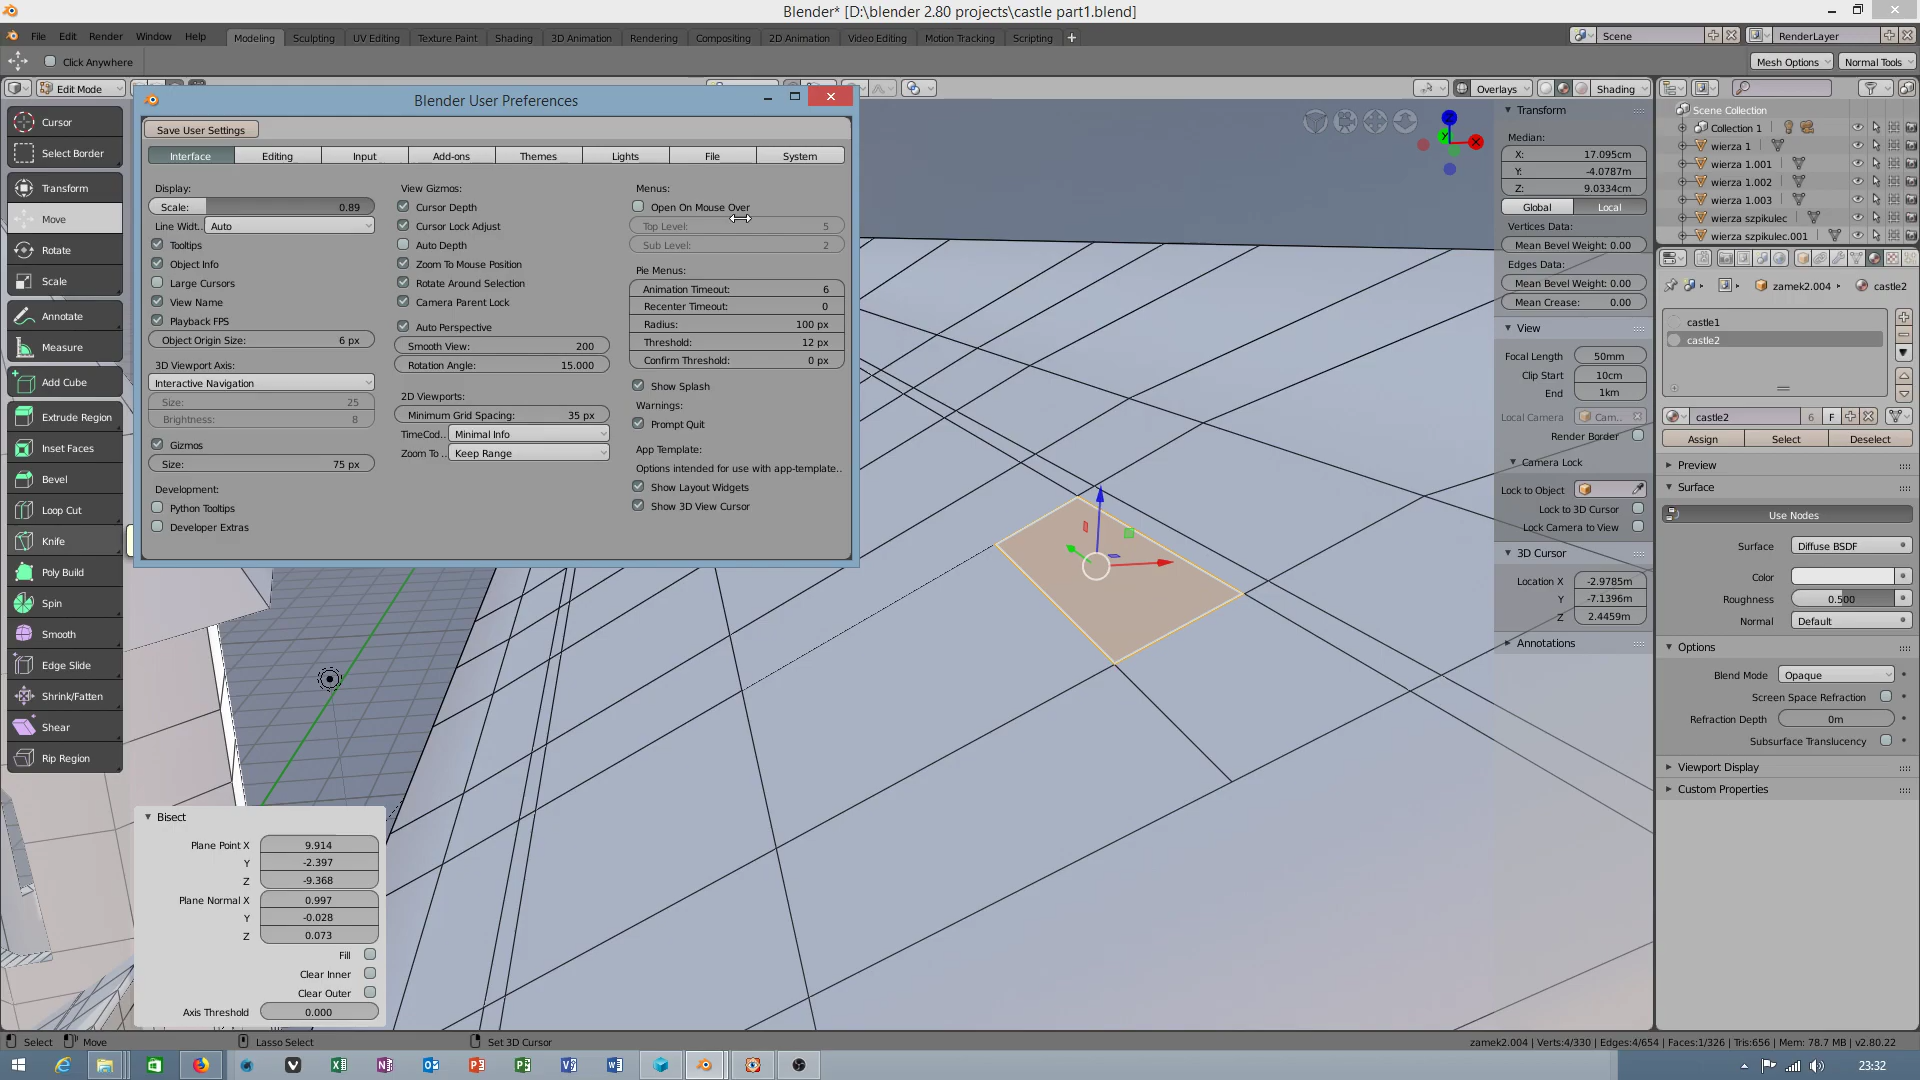 Blender* [D:\blender 2.80 projects\castle part1.blend]
File Edit Render Window Help Modeling Sculpting UV Editing Texture Paint Shading 3D Animation Rendering Compositing 2D Animation Video Editing Motion Tracking Scripting Scene RenderLayer
Click Anywhere Mesh Options Normal Tools
Edit Mode Overlays Shading
Cursor
Select Border
Transform
Move
Rotate
Scale
Annotate
Measure
Add Cube
Extrude Region
Inset Faces
Bevel
Loop Cut
Knife
Poly Build
Spin
Smooth
Edge Slide
Shrink/Fatten
Shear
Rip Region
Blender User Preferences
Save User Settings
Interface Editing Input Add-ons Themes Lights File System
Display:
Scale: 0.89
Line Widt.. Auto
Tooltips
Object Info
Large Cursors
View Name
Playback FPS
Object Origin Size: 6 px
3D Viewport Axis:
Interactive Navigation
Size: 25
Brightness: 8
Gizmos
Size: 75 px
Development:
Python Tooltips
Developer Extras
View Gizmos:
Cursor Depth
Cursor Lock Adjust
Auto Depth
Zoom To Mouse Position
Rotate Around Selection
Camera Parent Lock
Auto Perspective
Smooth View: 200
Rotation Angle: 15.000
2D Viewports:
Minimum Grid Spacing: 35 px
TimeCod.. Minimal Info
Zoom To .. Keep Range
Menus:
Open On Mouse Over
Top Level: 5
Sub Level: 2
Pie Menus:
Animation Timeout: 6
Recenter Timeout: 0
Radius: 100 px
Threshold: 12 px
Confirm Threshold: 0 px
Show Splash
Warnings:
Prompt Quit
App Template:
Options intended for use with app-template..
Show Layout Widgets
Show 3D View Cursor
Bisect
Plane Point X 9.914
Y -2.397
Z -9.368
Plane Normal X 0.997
Y -0.028
Z 0.073
Fill
Clear Inner
Clear Outer
Axis Threshold 0.000
Z
Y
X
Transform
Median:
X: 17.095cm
Y: -4.0787m
Z: 9.0334cm
Global Local
Vertices Data:
Mean Bevel Weight: 0.00
Edges Data:
Mean Bevel Weight: 0.00
Mean Crease: 0.00
View
Focal Length 50mm
Clip Start 10cm
End 1km
Local Camera Cam..
Render Border
Camera Lock
Lock to Object
Lock to 3D Cursor
Lock Camera to View
3D Cursor
Location X -2.9785m
Y -7.1396m
Z 2.4459m
Annotations
Scene Collection
Collection 1
wierza 1
wierza 1.001
wierza 1.002
wierza 1.003
wierza szpikulec
wierza szpikulec.001
zamek2.004 castle2
castle1
castle2
castle2 6 F
Assign Select Deselect
Preview
Surface
Use Nodes
Surface Diffuse BSDF
Color
Roughness 0.500
Normal Default
Options
Blend Mode Opaque
Screen Space Refraction
Refraction Depth 0m
Subsurface Translucency
Viewport Display
Custom Properties
Select Move Lasso Select Set 3D Cursor zamek2.004 | Verts:4/330 | Edges:4/654 | Faces:1/326 | Tris:656 | Mem: 78.7 MB | v2.80.22
23:32